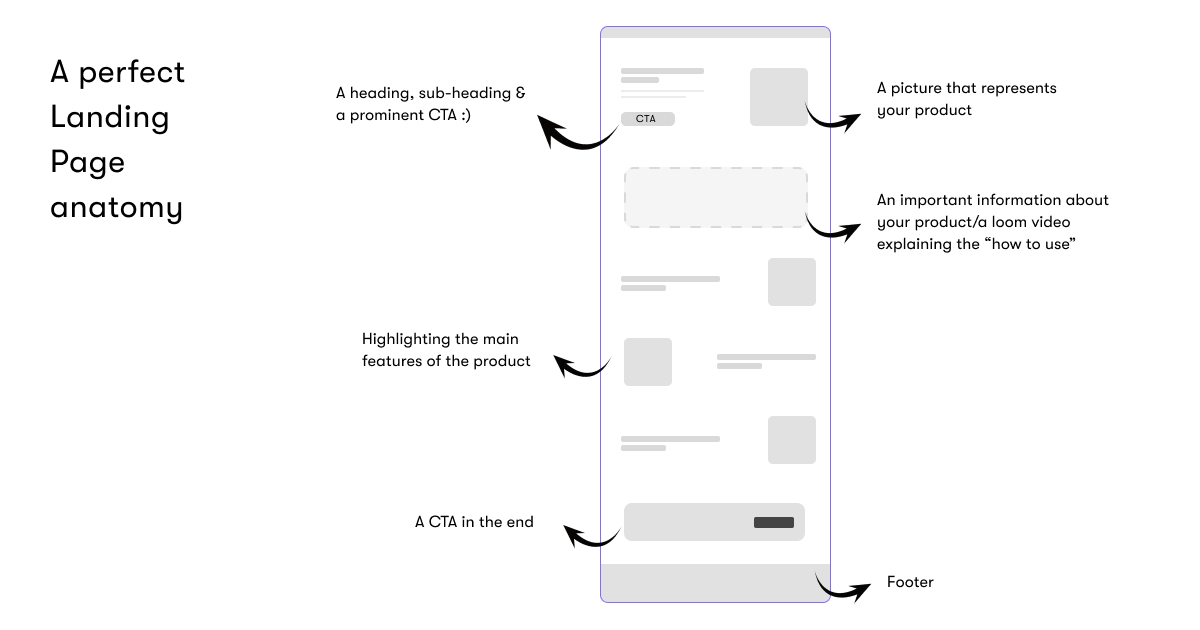 A perfect
Landing
Page
anatomy
A heading, sub-heading &
a prominent CTA :)
CTA
A picture that represents
your product
An important information about
your product/a loom video
explaining the “how to use”
Highlighting the main
features of the product
A CTA in the end
Footer